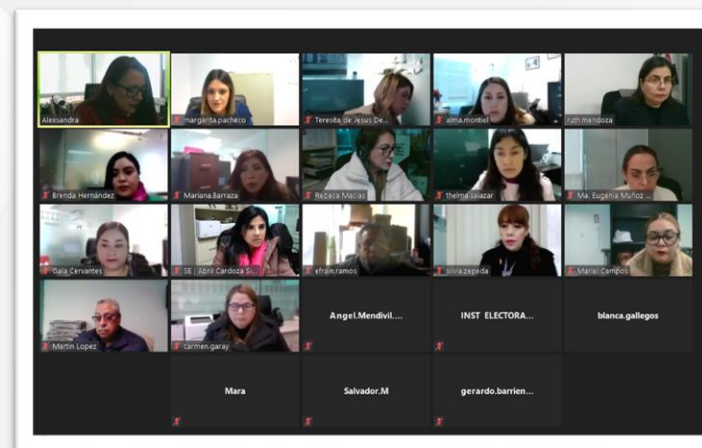 Alexsandra
margarita.pacheco
Teresita de Jesus De...
alma.montiel
ruth.mendoza
Brenda Hernández
Mariana.Barraza
Rebeca Macias
thelma.salazar
Ma. Eugenia Muñoz ...
Gala Cervantes
SE | Abril Cardoza Si...
efrain.ramos
silvia.zepeda
Mariel Campos
Martin Lopez
carmen.garay
Angel.Mendivil....
INST ELECTORA...
blanca.gallegos
Mara
Salvador.M
gerardo.barrien...